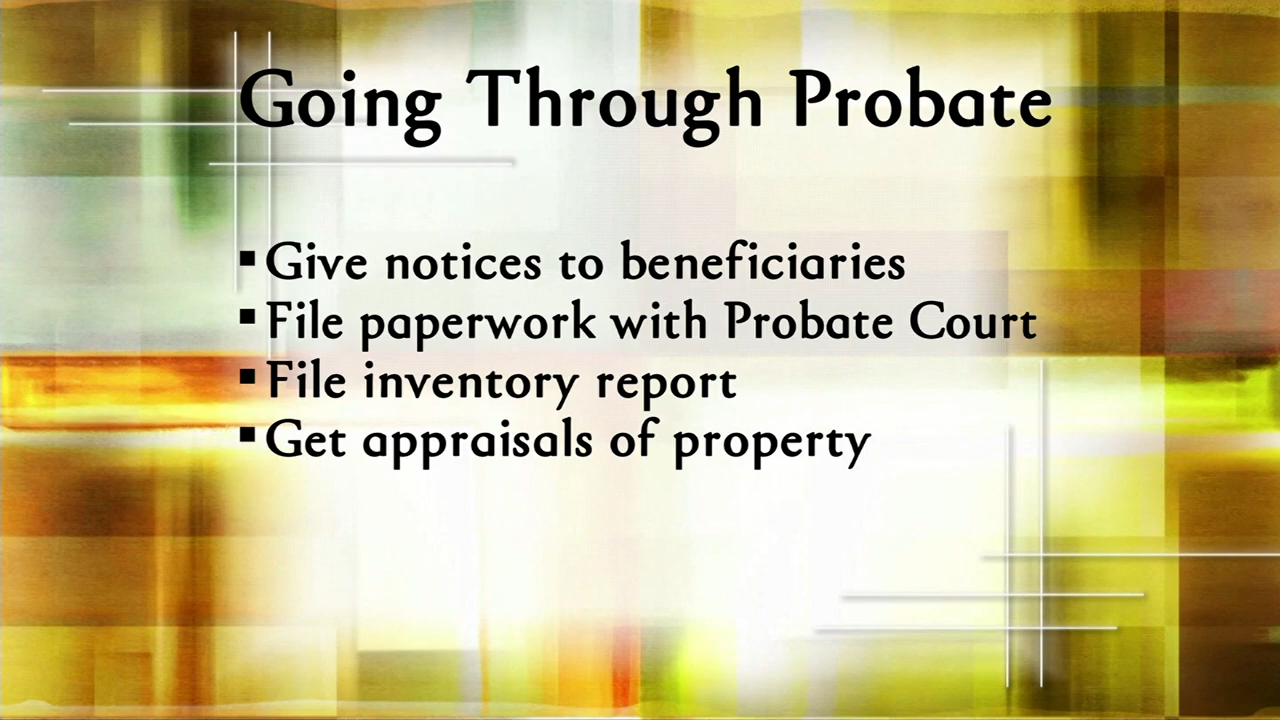 Going Through Probate
▪Give notices to beneficiaries
▪File paperwork with Probate Court
▪File inventory report
▪Get appraisals of property